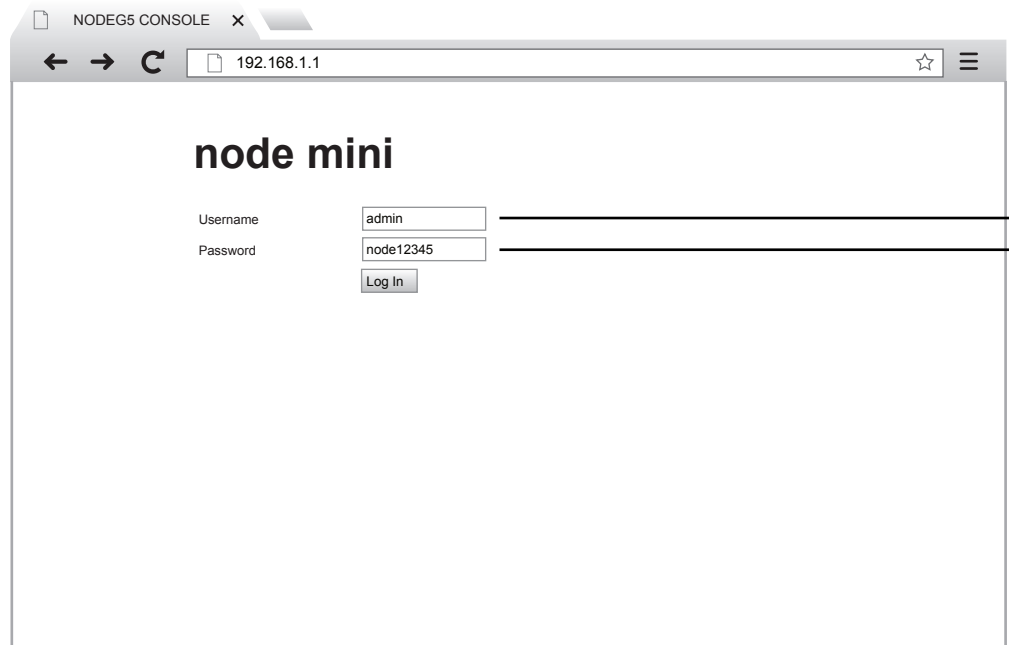 NODEG5 CONSOLE
192.168.1.1
node mini
Username admin
Password node12345
Log In